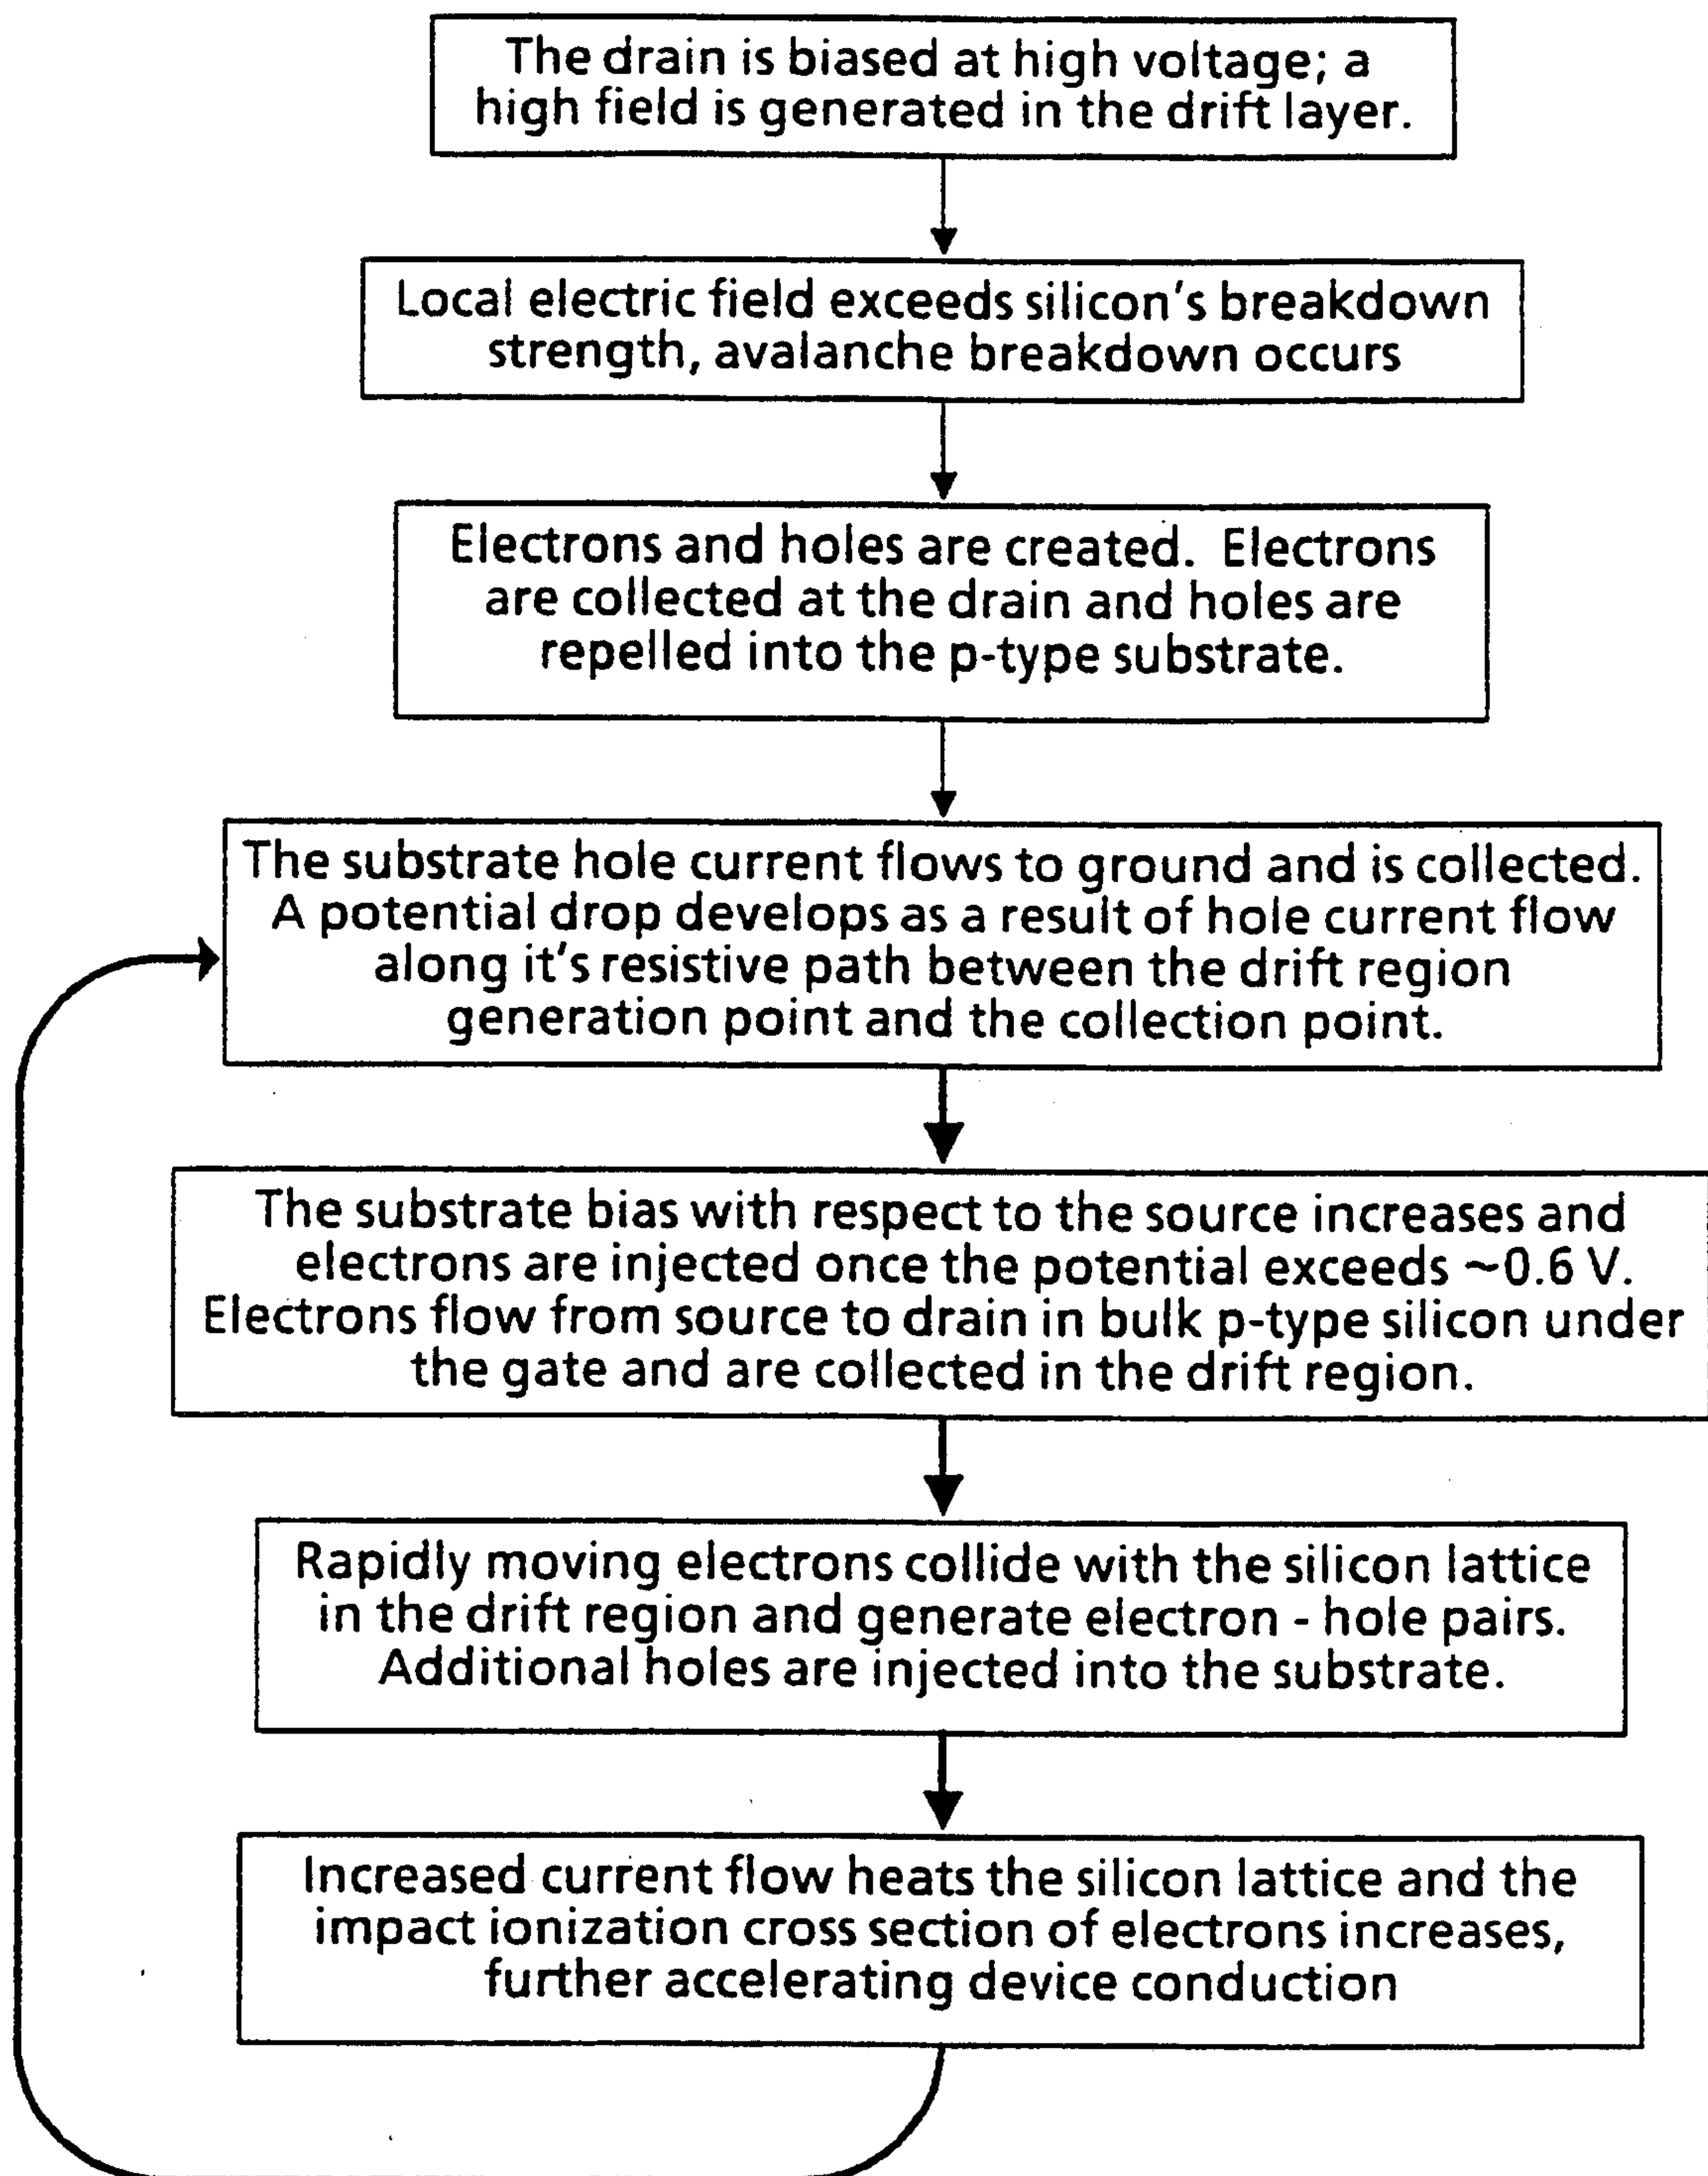 The drain is biased at high voltage; a
high field is generated in the drift layer.
Local electric field exceeds silicon's breakdown
strength, avalanche breakdown occurs
Electrons and holes are created. Electrons
are collected at the drain and holes are
repelled into the p-type substrate.
The substrate hole current flows to ground and is collected.
A potential drop develops as a result of hole current flow
along it's resistive path between the drift region
generation point and the collection point.
The substrate bias with respect to the source increases and
electrons are injected once the potential exceeds ~0.6 V.
Electrons flow from source to drain in bulk p-type silicon under
the gate and are collected in the drift region.
Rapidly moving electrons collide with the silicon lattice
in the drift region and generate electron - hole pairs.
Additional holes are injected into the substrate.
Increased current flow heats the silicon lattice and the
impact ionization cross section of electrons increases,
further accelerating device conduction